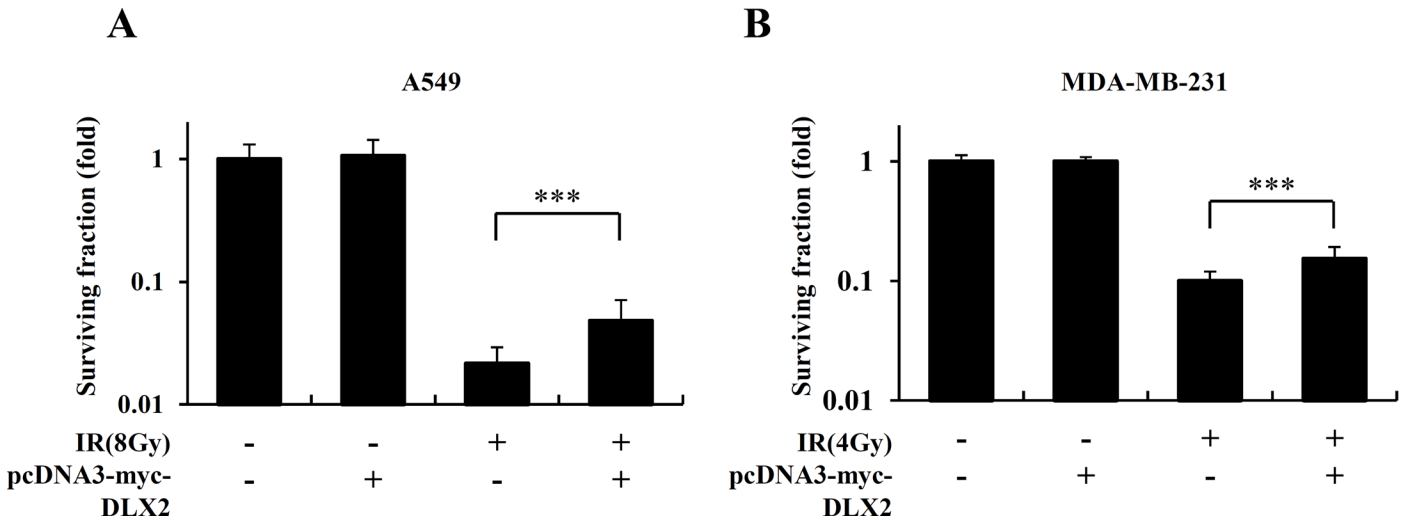 A
A549
Surviving fraction (fold)
1
0.1
0.01
***
IR(8Gy) - - + +
pcDNA3-myc- - + - +
DLX2
B
MDA-MB-231
Surviving fraction (fold)
1
0.1
0.01
***
IR(4Gy) - - + +
pcDNA3-myc- - + - +
DLX2